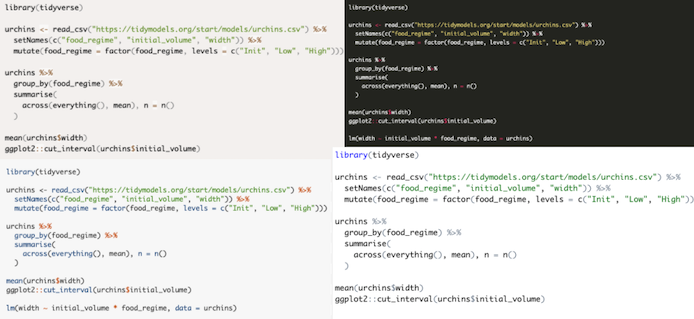 library(tidyverse)
urchins <- read_csv("https://tidymodels.org/start/models/urchins.csv") %>%
setNames(c("food_regime", "initial_volume", "width")) %>%
mutate(food_regime = factor(food_regime, levels = c("Init", "Low", "High")))
urchins %>%
group_by(food_regime) %>%
summarise(
across(everything(), mean), n = n()
)
mean(urchins$width)
ggplot2::cut_interval(urchins$initial_volume)
library(tidyverse)
urchins <- read_csv("https://tidymodels.org/start/models/urchins.csv") %>%
setNames(c("food_regime", "initial_volume", "width")) %>%
mutate(food_regime = factor(food_regime, levels = c("Init", "Low", "High")))
urchins %>%
group_by(food_regime) %>%
summarise(
across(everything(), mean), n = n()
)
mean(urchins$width)
ggplot2::cut_interval(urchins$initial_volume)
lm(width ~ initial_volume * food_regime, data = urchins)
library(tidyverse)
urchins <- read_csv("https://tidymodels.org/start/models/urchins.csv") %>%
setNames(c("food_regime", "initial_volume", "width")) %>%
mutate(food_regime = factor(food_regime, levels = c("Init", "Low", "High")))
urchins %>%
group_by(food_regime) %>%
summarise(
across(everything(), mean), n = n()
)
mean(urchins$width)
ggplot2::cut_interval(urchins$initial_volume)
lm(width ~ initial_volume * food_regime, data = urchins)
library(tidyverse)
urchins <- read_csv("https://tidymodels.org/start/models/urchins.csv") %>%
setNames(c("food_regime", "initial_volume", "width")) %>%
mutate(food_regime = factor(food_regime, levels = c("Init", "Low", "High"))
urchins %>%
group_by(food_regime) %>%
summarise(
across(everything(), mean), n = n()
)
mean(urchins$width)
ggplot2::cut_interval(urchins$initial_volume)